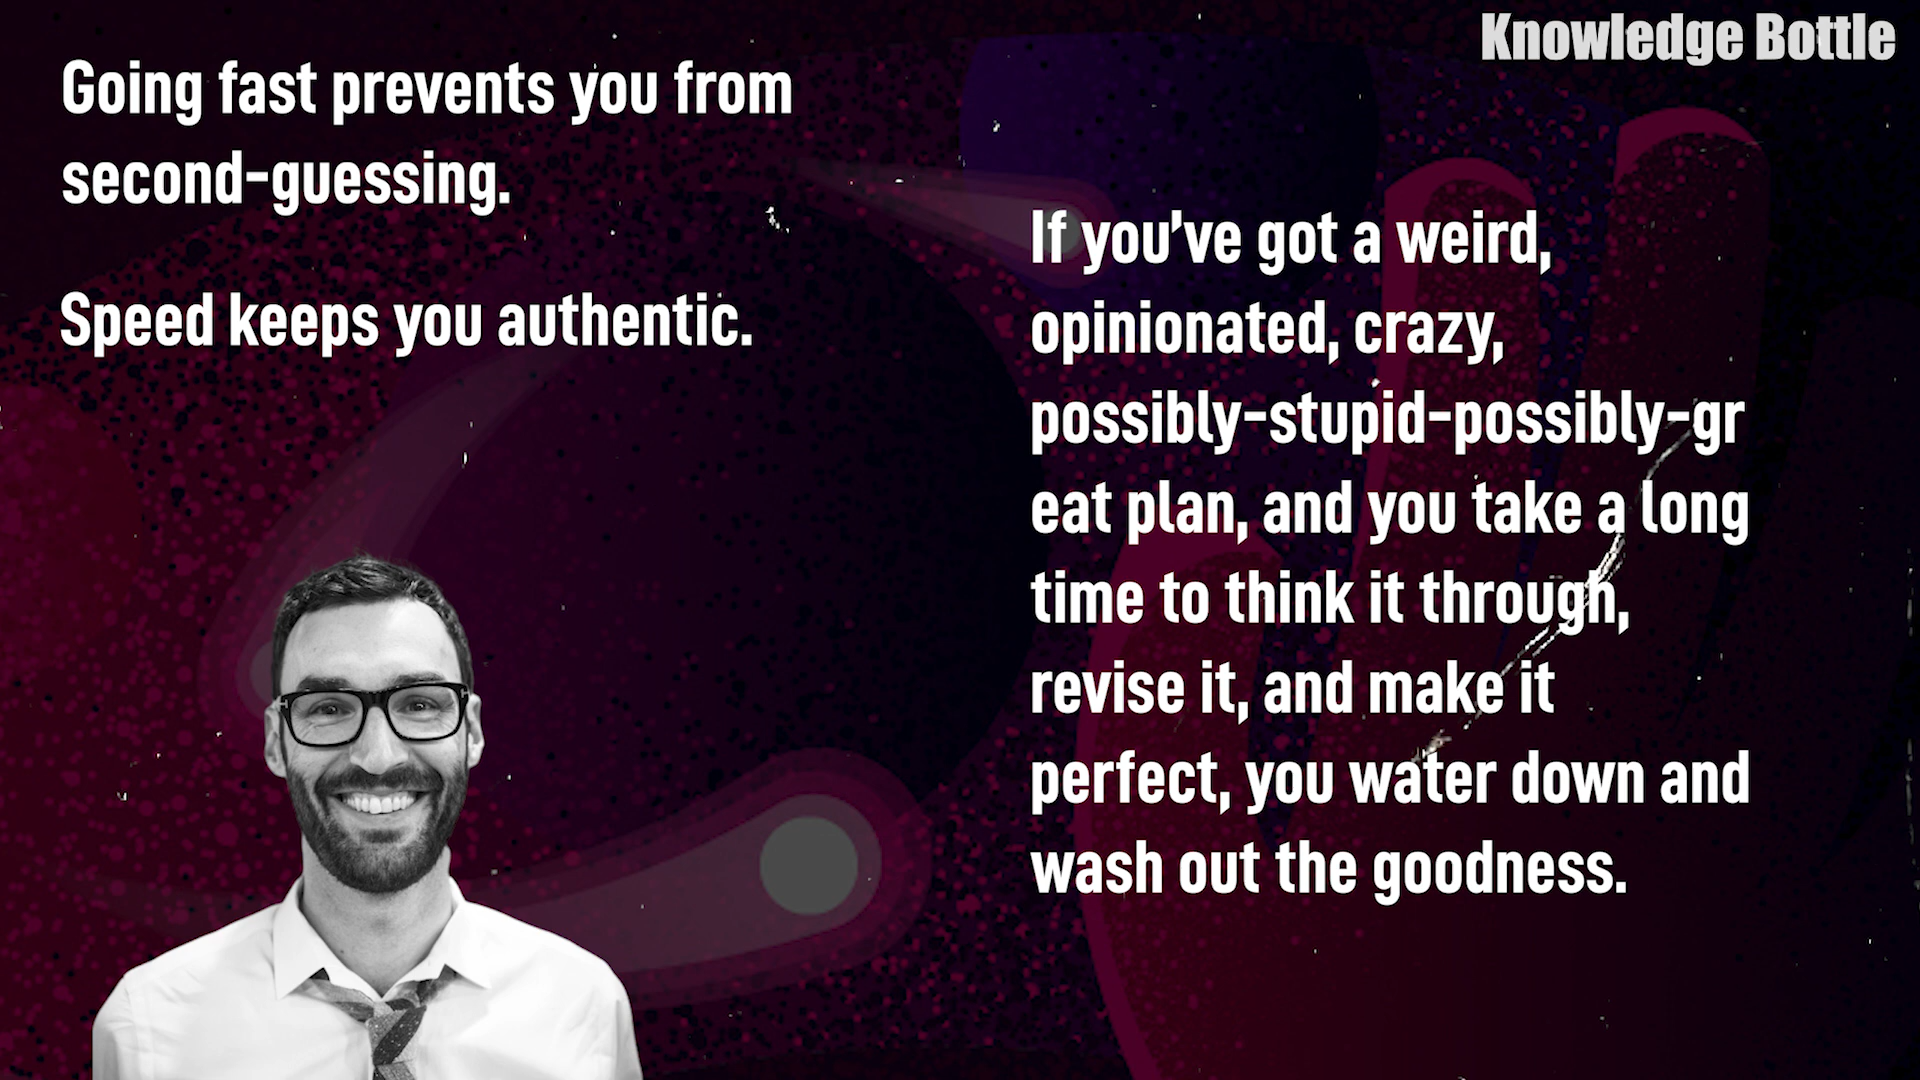 Knowledge Bottle
Going fast prevents you from
second-guessing.
Speed keeps you authentic.
If you've got a weird,
opinionated, crazy,
possibly-stupid-possibly-gr
eat plan, and you take a long
time to think it through,
revise it, and make it
perfect, you water down and
wash out the goodness.